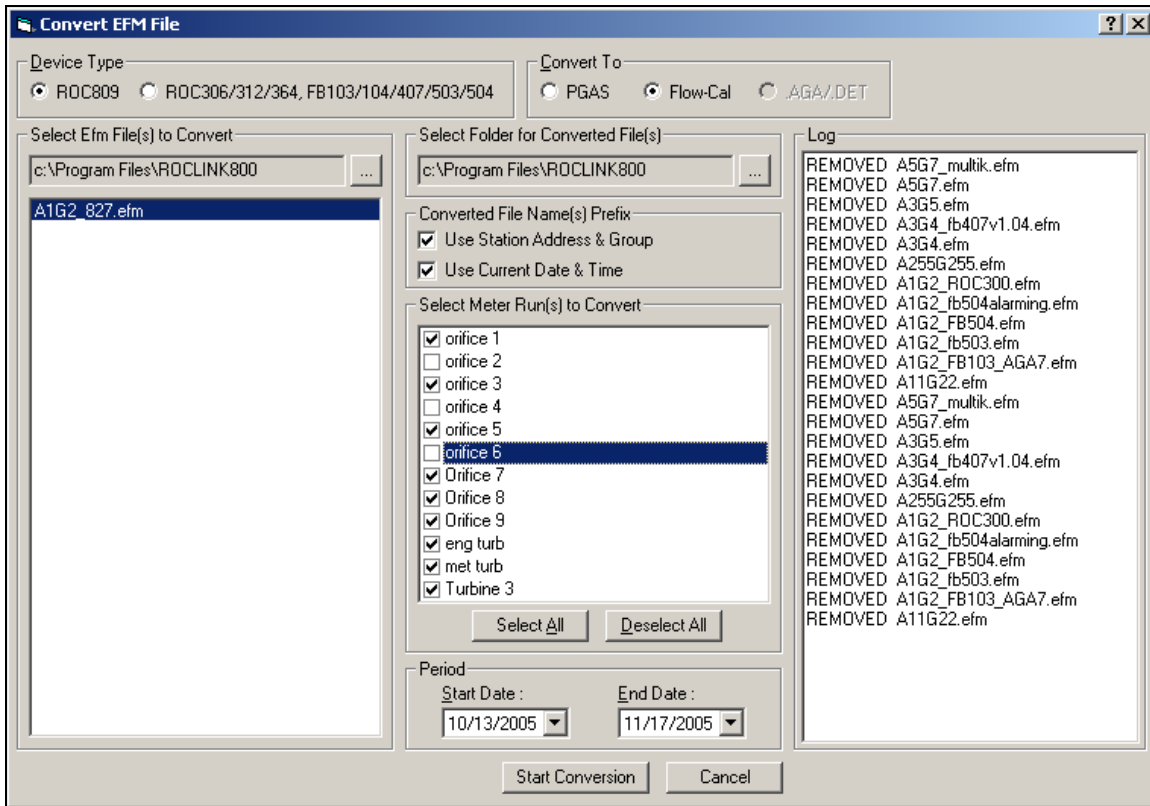 Convert EFM File
Device Type
ROC809 ROC306/312/364, FB103/104/407/503/504
Convert To
PGAS Flow-Cal .AGA/.DET
Select Efm File(s) to Convert
c:\Program Files\ROCLINK800 ...
A1G2_827.efm
Select Folder for Converted File(s)
c:\Program Files\ROCLINK800 ...
Converted File Name(s) Prefix
Use Station Address & Group
Use Current Date & Time
Select Meter Run(s) to Convert
orifice 1
orifice 2
orifice 3
orifice 4
orifice 5
orifice 6
Orifice 7
Orifice 8
Orifice 9
eng turb
met turb
Turbine 3
Select All Deselect All
Period
Start Date : End Date :
10/13/2005 11/17/2005
Log
REMOVED A5G7_multik.efm
REMOVED A5G7.efm
REMOVED A3G5.efm
REMOVED A3G4_fb407v1.04.efm
REMOVED A3G4.efm
REMOVED A255G255.efm
REMOVED A1G2_ROC300.efm
REMOVED A1G2_fb504alarming.efm
REMOVED A1G2_FB504.efm
REMOVED A1G2_fb503.efm
REMOVED A1G2_FB103_AGA7.efm
REMOVED A11G22.efm
REMOVED A5G7_multik.efm
REMOVED A5G7.efm
REMOVED A3G5.efm
REMOVED A3G4_fb407v1.04.efm
REMOVED A3G4.efm
REMOVED A255G255.efm
REMOVED A1G2_ROC300.efm
REMOVED A1G2_fb504alarming.efm
REMOVED A1G2_FB504.efm
REMOVED A1G2_fb503.efm
REMOVED A1G2_FB103_AGA7.efm
REMOVED A11G22.efm
Start Conversion Cancel